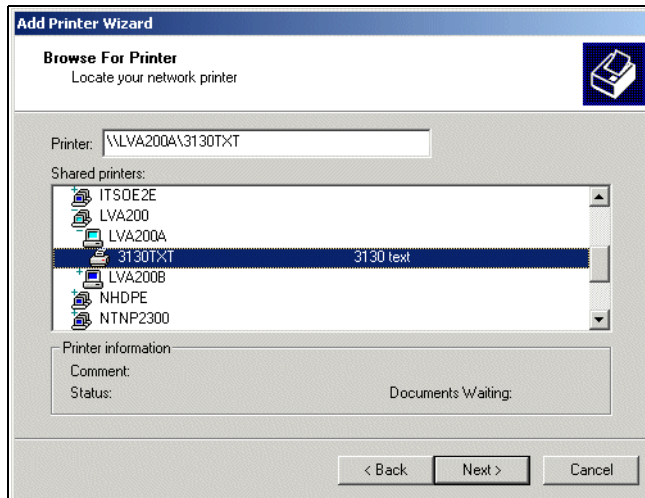 Add Printer Wizard
Browse For Printer
Locate your network printer
Printer: \\LVA200A\3130TXT
Shared printers:
ITSOE2E
LVA200
LVA200A
3130TXT 3130 text
LVA200B
NHDPE
NTNP2300
Printer information
Comment:
Status: Documents Waiting:
< Back Next > Cancel